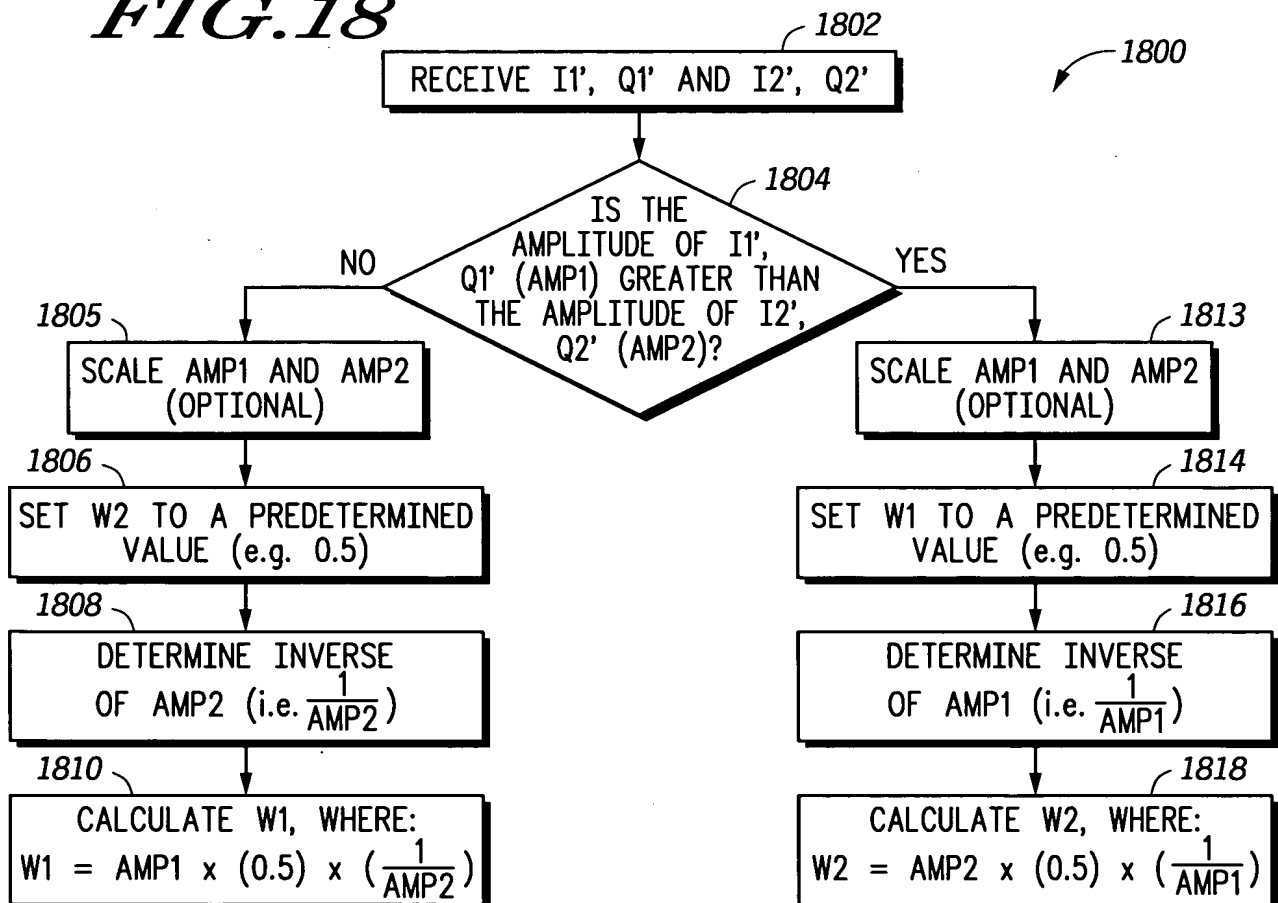 FIG.18
1802
1800
RECEIVE I1', Q1' AND I2', Q2'
1804
IS THE
AMPLITUDE OF I1',
Q1' (AMP1) GREATER THAN
THE AMPLITUDE OF I2',
Q2' (AMP2)?
NO
YES
1805
SCALE AMP1 AND AMP2
(OPTIONAL)
1806
SET W2 TO A PREDETERMINED
VALUE (e.g. 0.5)
1808
DETERMINE INVERSE
OF AMP2 (i.e. 1/AMP2)
1810
CALCULATE W1, WHERE:
W1 = AMP1 x (0.5) x (1/AMP2)
1813
SCALE AMP1 AND AMP2
(OPTIONAL)
1814
SET W1 TO A PREDETERMINED
VALUE (e.g. 0.5)
1816
DETERMINE INVERSE
OF AMP1 (i.e. 1/AMP1)
1818
CALCULATE W2, WHERE:
W2 = AMP2 x (0.5) x (1/AMP1)